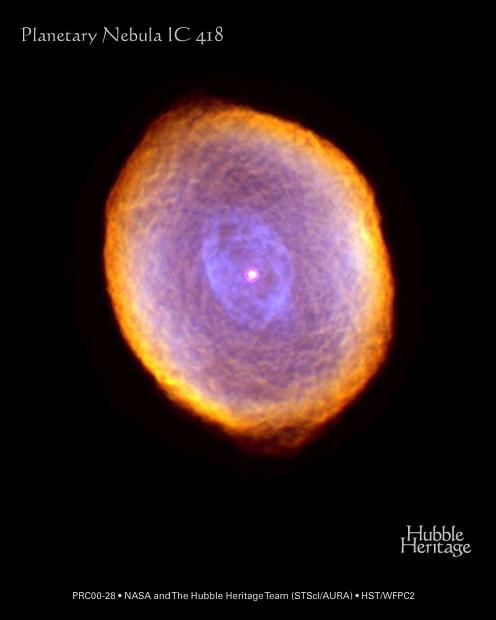 Planetary Nebula IC 418
Hubble
Heritage
PRC00-28 • NASA and The Hubble Heritage Team (STScI/AURA) • HST/WFPC2